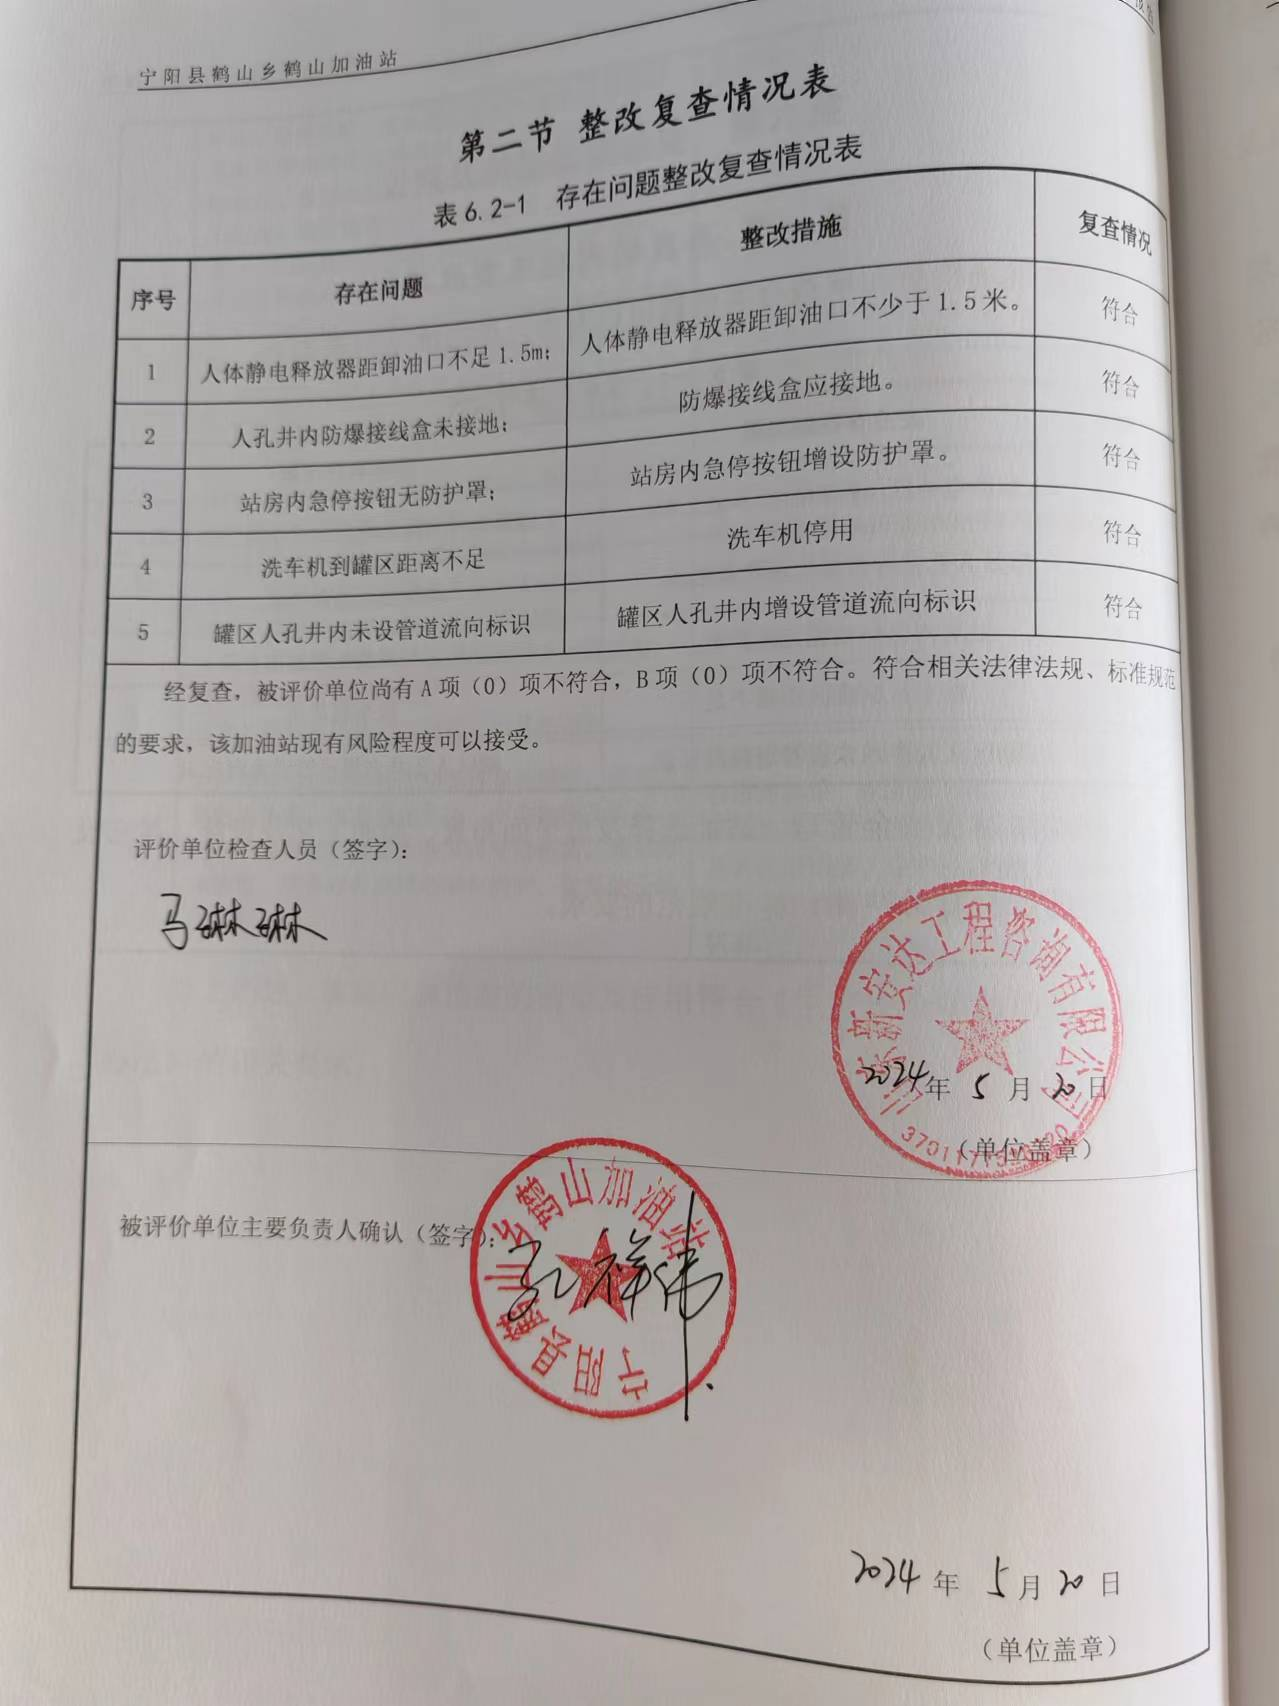 宁阳县鹤山乡鹤山加油站
第二节 整改复查情况表
表 6.2-1 存在问题整改复查情况表
序号 存在问题 整改措施 复查情况
1 人体静电释放器距卸油口不足 1.5m; 人体静电释放器距卸油口不少于 1.5 米。 符合
2 人孔井内防爆接线盒未接地; 防爆接线盒应接地。 符合
3 站房内急停按钮无防护罩; 站房内急停按钮增设防护罩。 符合
4 洗车机到罐区距离不足 洗车机停用 符合
5 罐区人孔井内未设管道流向标识 罐区人孔井内增设管道流向标识 符合
经复查，被评价单位尚有 A 项（0）项不符合，B 项（0）项不符合。符合相关法律法规、标准规范
的要求，该加油站现有风险程度可以接受。
评价单位检查人员（签字）：
马琳琳
山东新安达工程咨询有限公司
2024年 5 月 20 日
（单位盖章）
被评价单位主要负责人确认（签字）：
孔祥伟
宁阳县鹤山乡鹤山加油站
2024 年 5 月 20 日
（单位盖章）